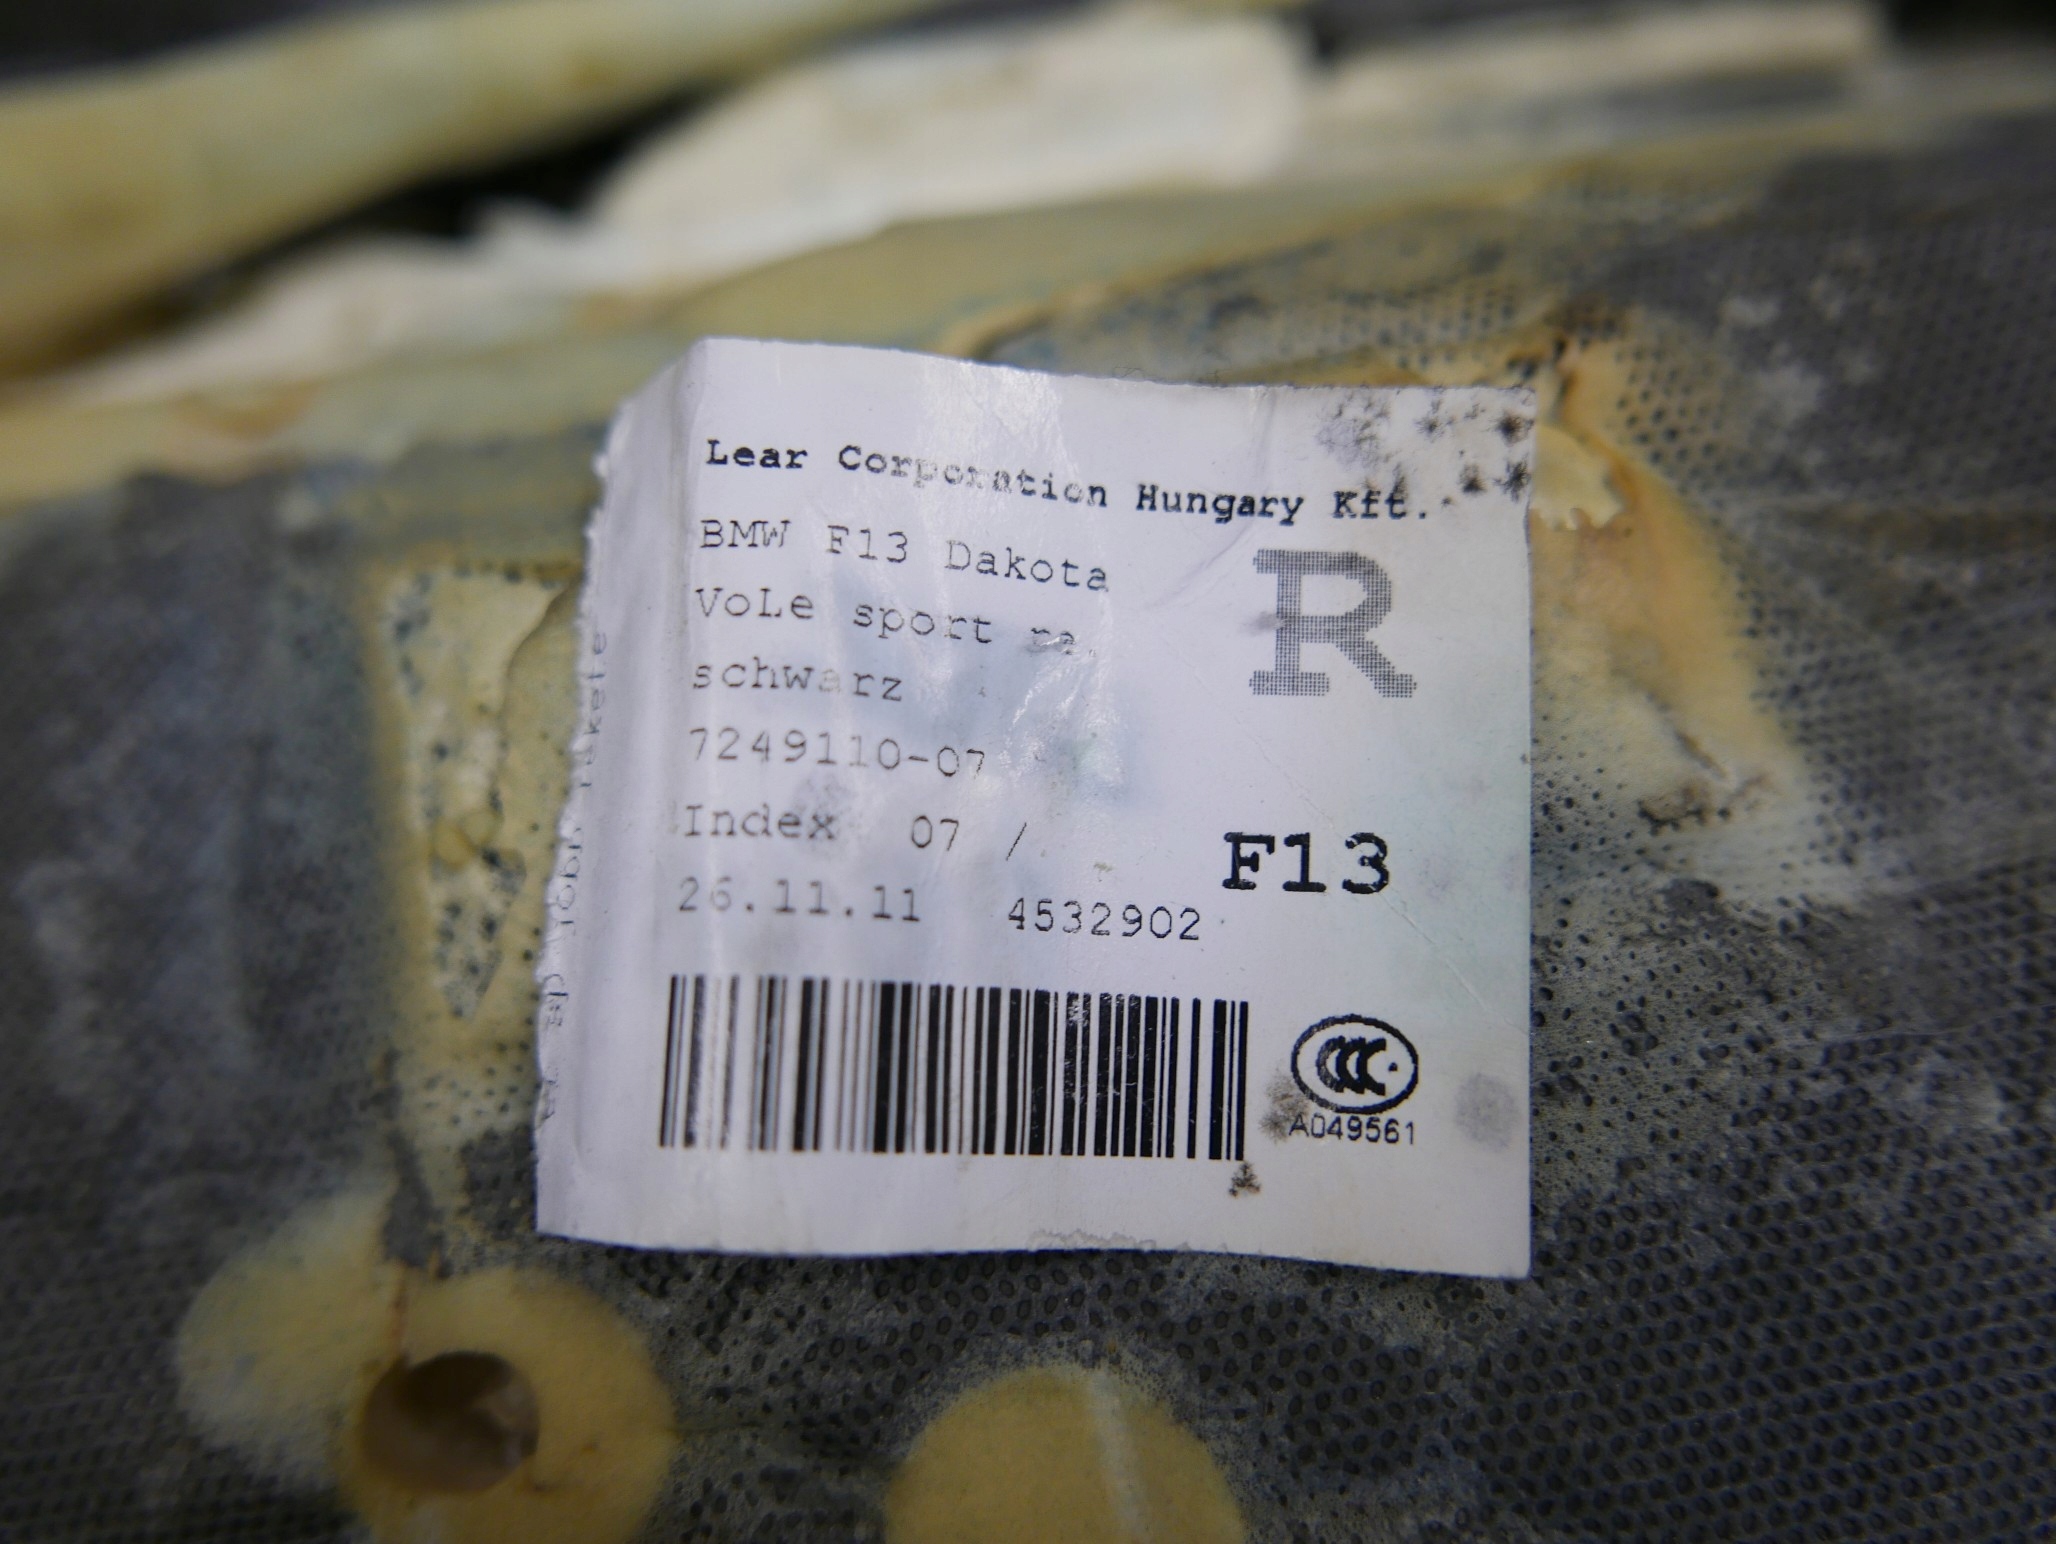 Lear Corporation Hungary Kft.
BMW F13 Dakota
VoLe sport
schwarz
R
7249110-07
Index 07 /
F13
26.11.11 4532902
CCC
A049561